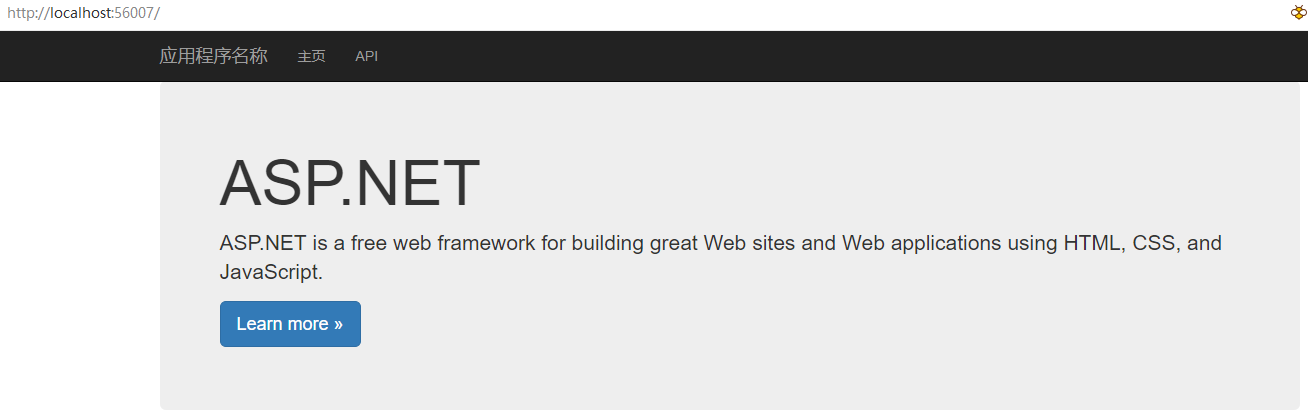 http://localhost:56007/
应用程序名称 主页 API
ASP.NET
ASP.NET is a free web framework for building great Web sites and Web applications using HTML, CSS, and
JavaScript.
Learn more »